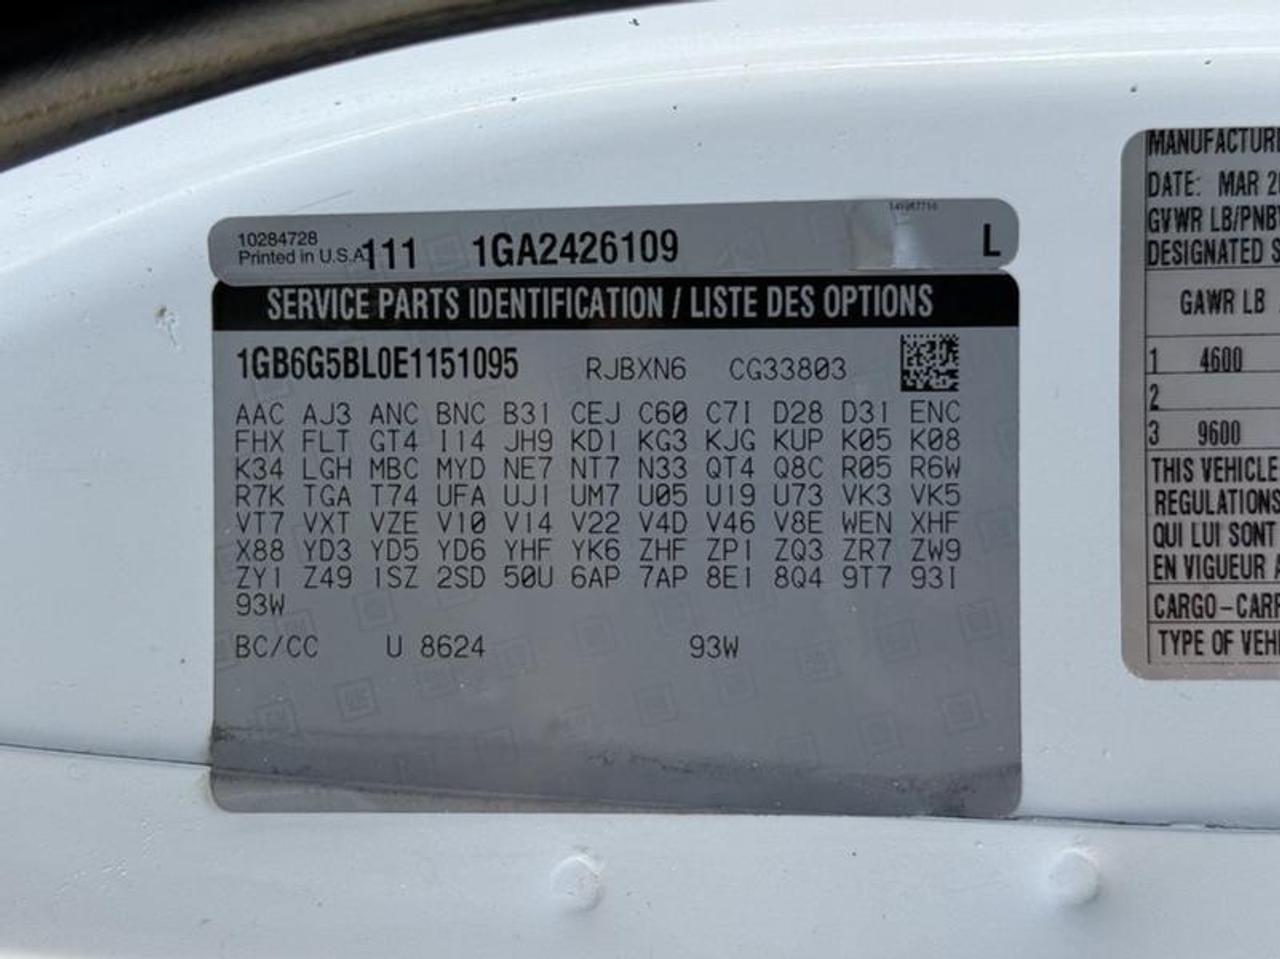 10284728
Printed in U.S.A. 111 1GA2426109 L
SERVICE PARTS IDENTIFICATION / LISTE DES OPTIONS
1GB6G5BL0E1151095 RJBXN6 CG33803
AAC AJ3 ANC BNC B31 CEJ C60 C7I D28 D31 ENC
FHX FLT GT4 I14 JH9 KD1 KG3 KJG KUP K05 K08
K34 LGH MBC MYD NE7 NT7 N33 QT4 Q8C R05 R6W
R7K TGA T74 UFA UJ1 UM7 U05 U19 U73 VK3 VK5
VT7 VXT VZE V10 V14 V22 V4D V46 V8E WEN XHF
X88 YD3 YD5 YD6 YHF YK6 ZHF ZP1 ZQ3 ZR7 ZW9
ZY1 Z49 1SZ 2SD 50U 6AP 7AP 8E1 8Q4 9T7 93I
93W
BC/CC U 8624 93W
MANUFACTURE
DATE: MAR 2
GVWR LB/PNB
DESIGNATED S
GAWR LB
1 4600
2
3 9600
THIS VEHICLE
REGULATIONS
QUI LUI SONT
EN VIGUEUR A
CARGO-CARR
TYPE OF VEHI